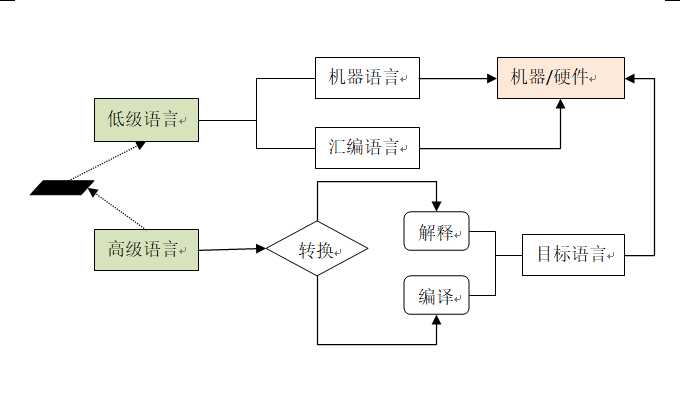 机器语言
机器/硬件
低级语言
汇编语言
解释
高级语言
转换
目标语言
编译